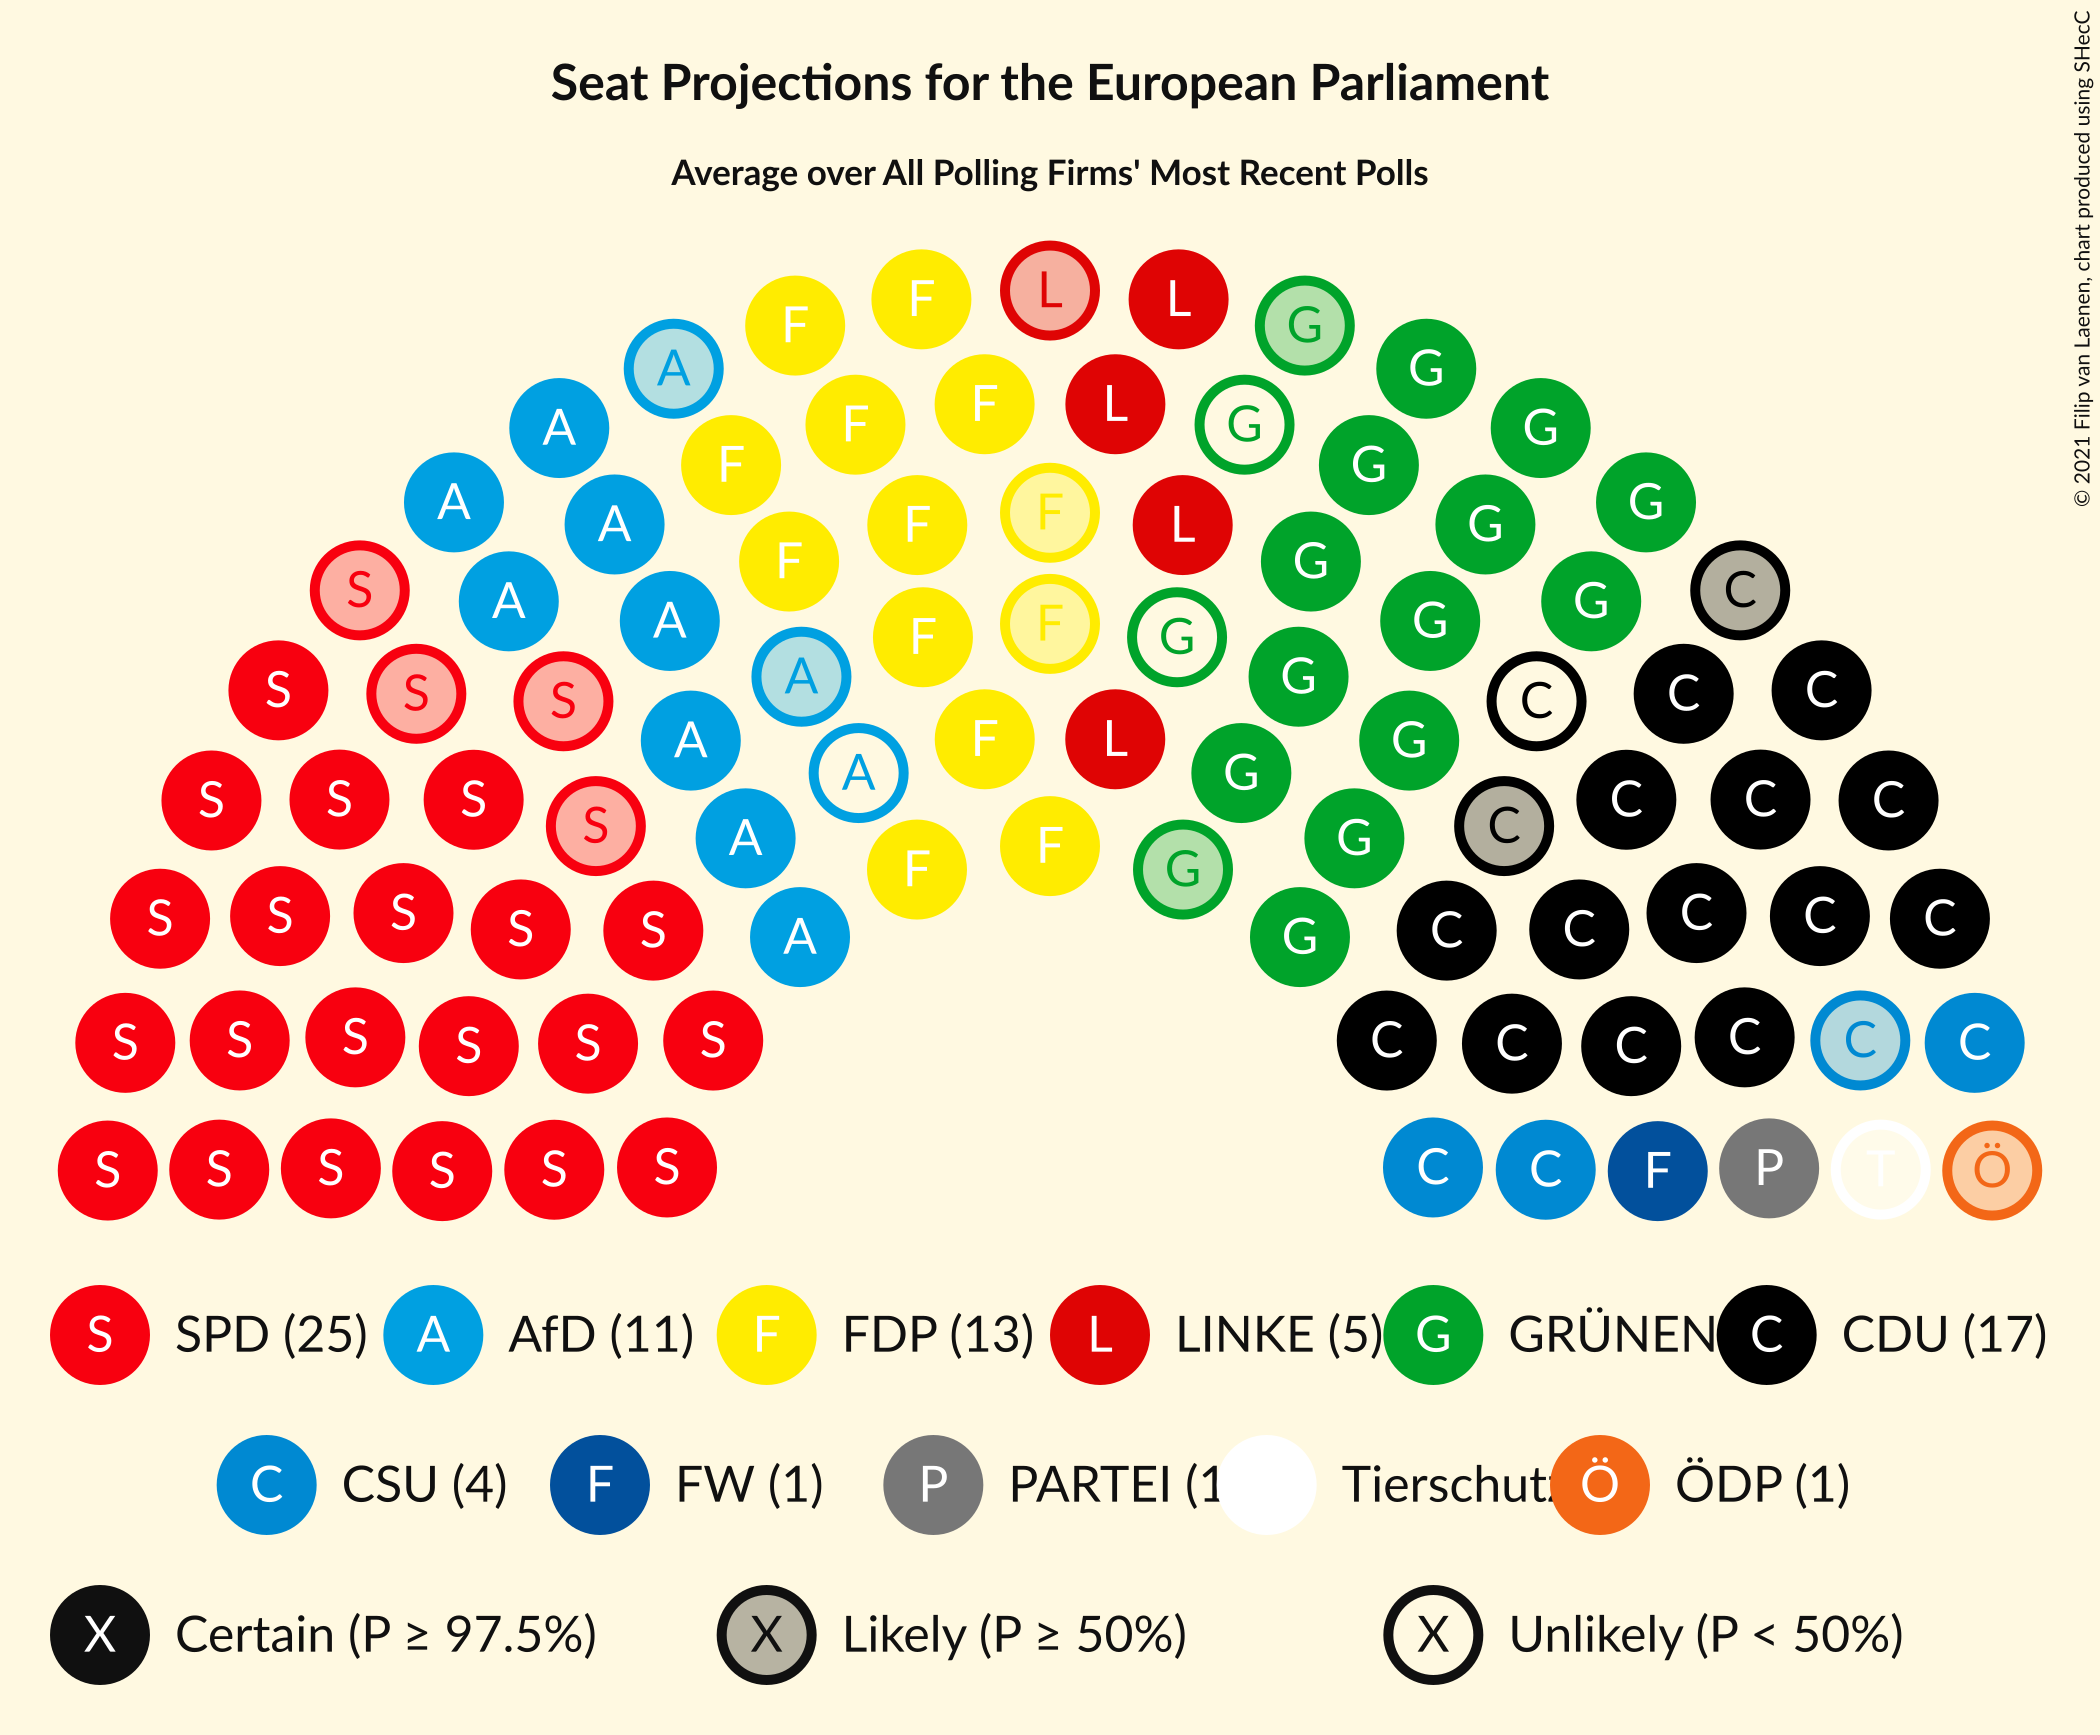 Seat Projections for the European Parliament
Average over All Polling Firms' Most Recent Polls
© 2021 Filip van Laenen, chart produced using SHecC
L
F L
F G
A F G
F F L
A F G G
A F F G
F L
A A G G
F G
S A A G G C
F F G
S S S A A G C C C
A F L G
S S S A A G C C C
S A G C
S S S S S F F G C C C C C
A G
S S S S S S C C C C C C
S S S S S S C C F P T Ö
S SPD (25) A AfD (11) F FDP (13) L LINKE (5) G GRÜNEN C CDU (17)
C CSU (4) F FW (1) P PARTEI (1 Tierschutz Ö ÖDP (1)
X Certain (P ≥ 97.5%) X Likely (P ≥ 50%) X Unlikely (P < 50%)